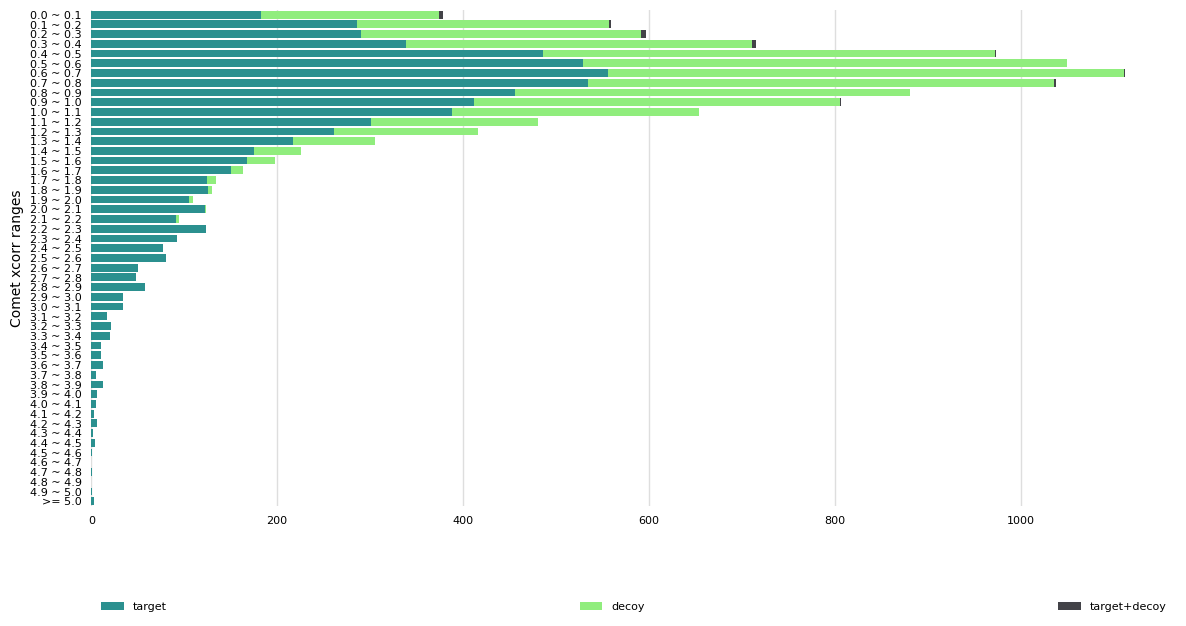 Comet xcorr ranges
0.0 ~ 0.1
0.1 ~ 0.2
0.2 ~ 0.3
0.3 ~ 0.4
0.4 ~ 0.5
0.5 ~ 0.6
0.6 ~ 0.7
0.7 ~ 0.8
0.8 ~ 0.9
0.9 ~ 1.0
1.0 ~ 1.1
1.1 ~ 1.2
1.2 ~ 1.3
1.3 ~ 1.4
1.4 ~ 1.5
1.5 ~ 1.6
1.6 ~ 1.7
1.7 ~ 1.8
1.8 ~ 1.9
1.9 ~ 2.0
2.0 ~ 2.1
2.1 ~ 2.2
2.2 ~ 2.3
2.3 ~ 2.4
2.4 ~ 2.5
2.5 ~ 2.6
2.6 ~ 2.7
2.7 ~ 2.8
2.8 ~ 2.9
2.9 ~ 3.0
3.0 ~ 3.1
3.1 ~ 3.2
3.2 ~ 3.3
3.3 ~ 3.4
3.4 ~ 3.5
3.5 ~ 3.6
3.6 ~ 3.7
3.7 ~ 3.8
3.8 ~ 3.9
3.9 ~ 4.0
4.0 ~ 4.1
4.1 ~ 4.2
4.2 ~ 4.3
4.3 ~ 4.4
4.4 ~ 4.5
4.5 ~ 4.6
4.6 ~ 4.7
4.7 ~ 4.8
4.8 ~ 4.9
4.9 ~ 5.0
>= 5.0
0 200 400 600 800 1000
target decoy target+decoy